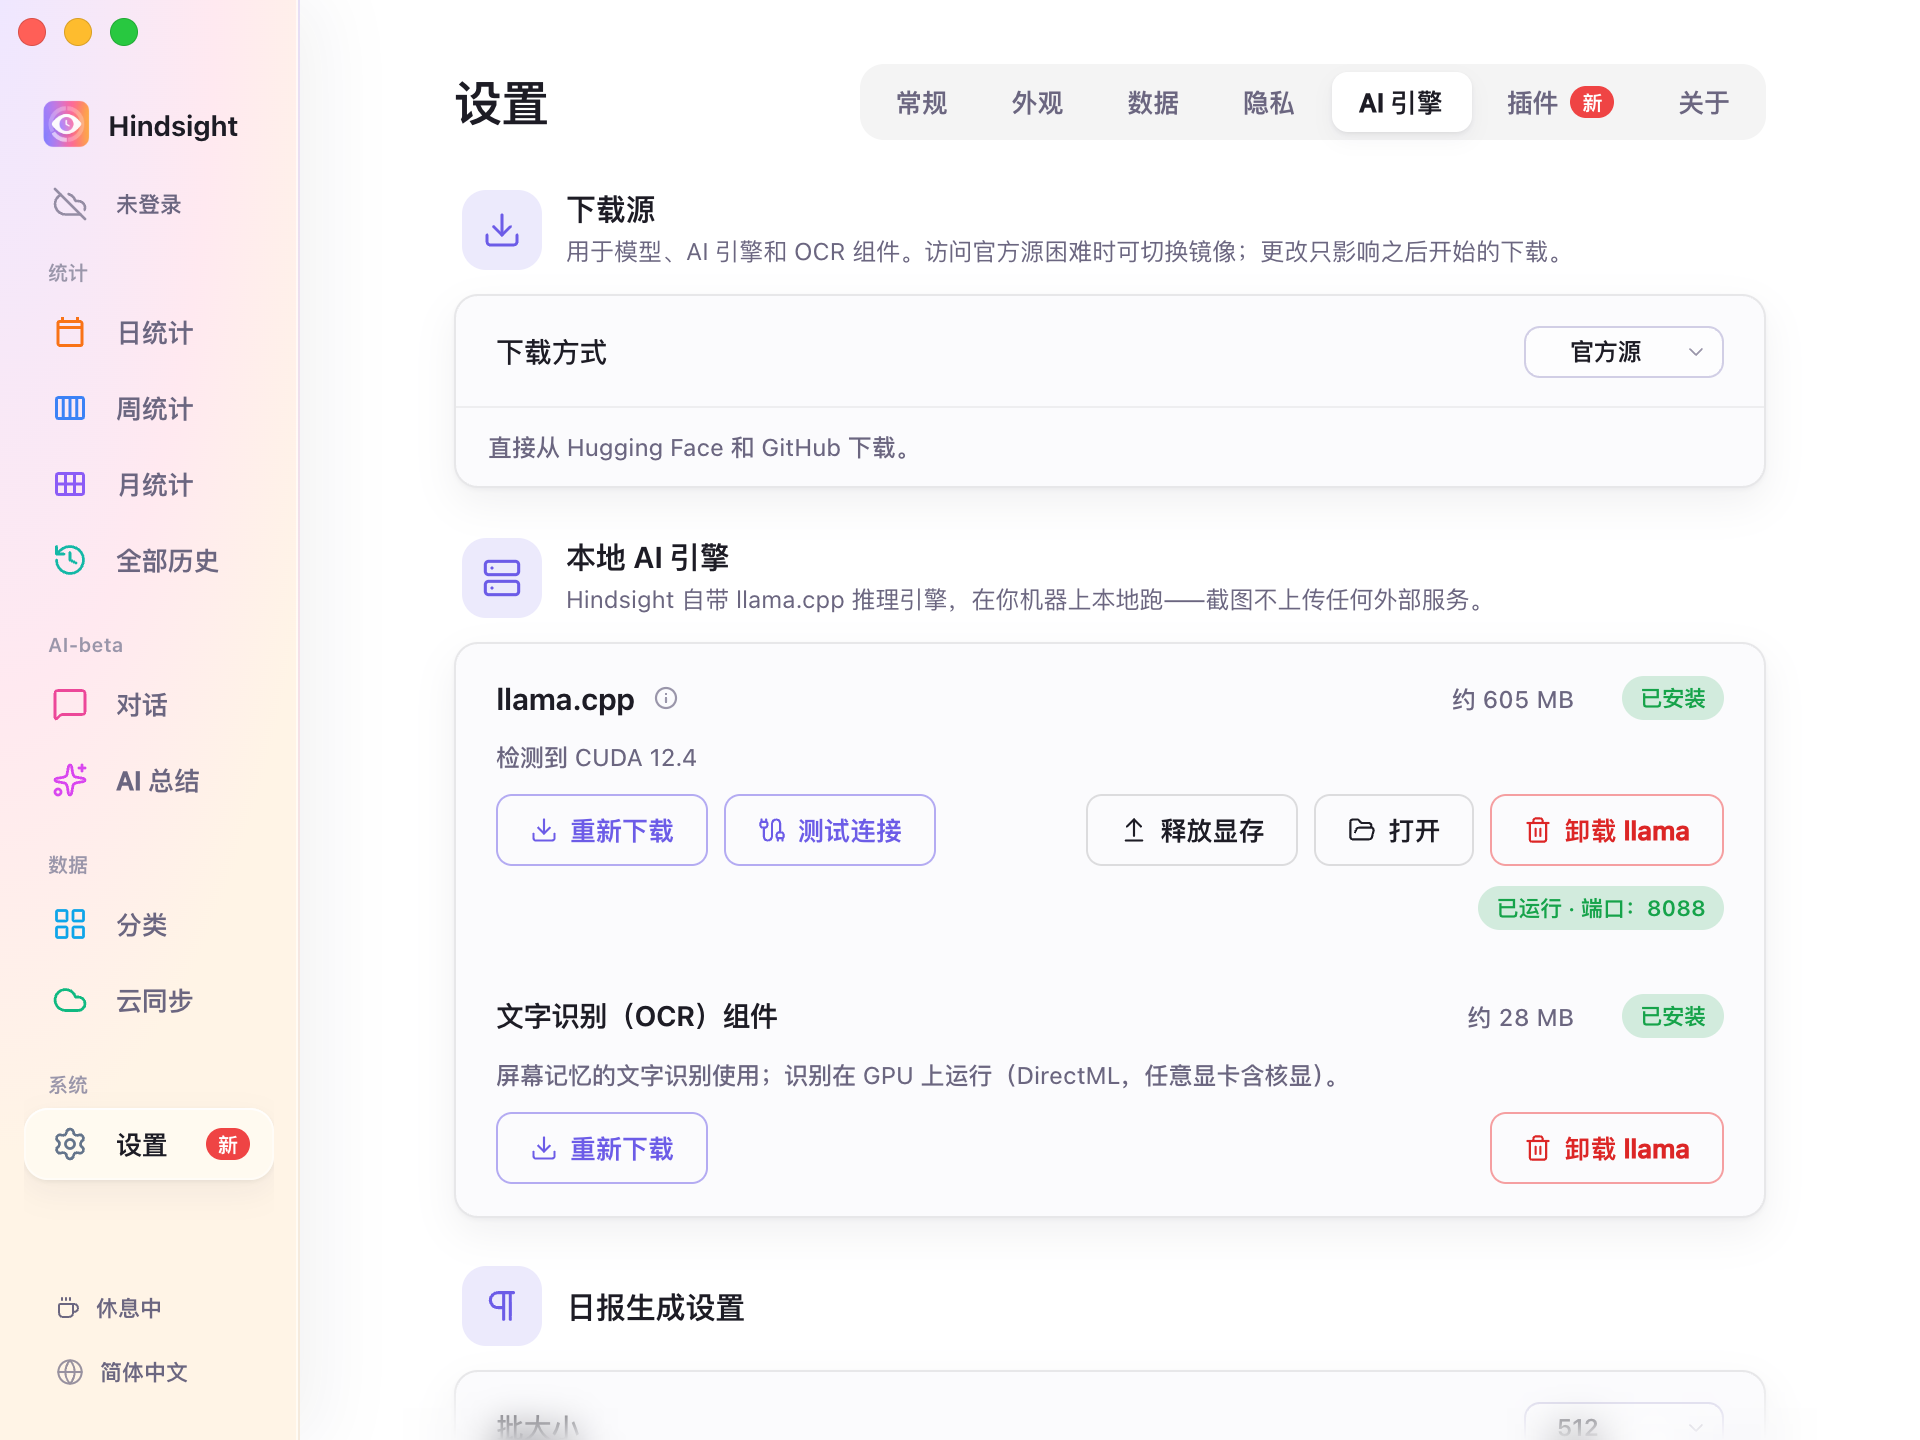 Hindsight
未登录
统计
日统计
周统计
月统计
全部历史
AI-beta
对话
AI 总结
数据
分类
云同步
系统
设置 新
休息中
简体中文
设置
常规 外观 数据 隐私 AI 引擎 插件 新 关于
下载源
用于模型、AI 引擎和 OCR 组件。访问官方源困难时可切换镜像；更改只影响之后开始的下载。
下载方式 官方源
直接从 Hugging Face 和 GitHub 下载。
本地 AI 引擎
Hindsight 自带 llama.cpp 推理引擎，在你机器上本地跑——截图不上传任何外部服务。
llama.cpp 约 605 MB 已安装
检测到 CUDA 12.4
重新下载 测试连接 释放显存 打开 卸载 llama
已运行 · 端口：8088
文字识别（OCR）组件 约 28 MB 已安装
屏幕记忆的文字识别使用；识别在 GPU 上运行（DirectML，任意显卡含核显）。
重新下载 卸载 llama
日报生成设置
批大小 512